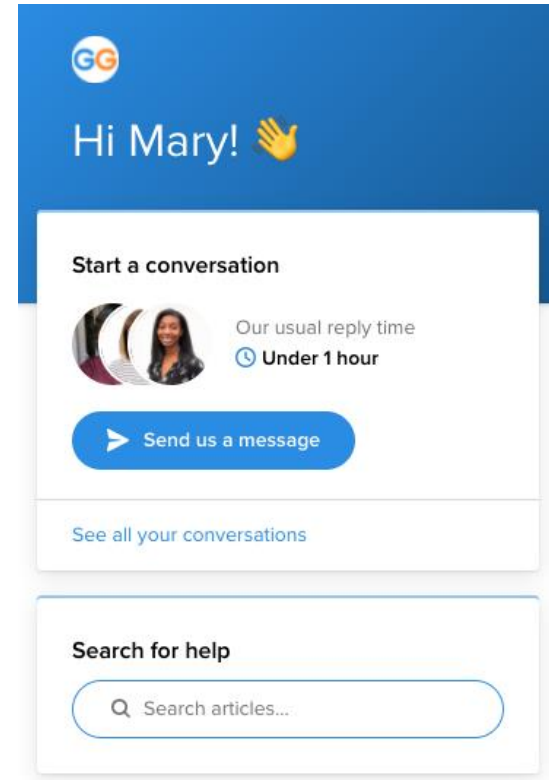 GG
Hi Mary! 👋
Start a conversation
Our usual reply time
Under 1 hour
Send us a message
See all your conversations
Search for help
Search articles...